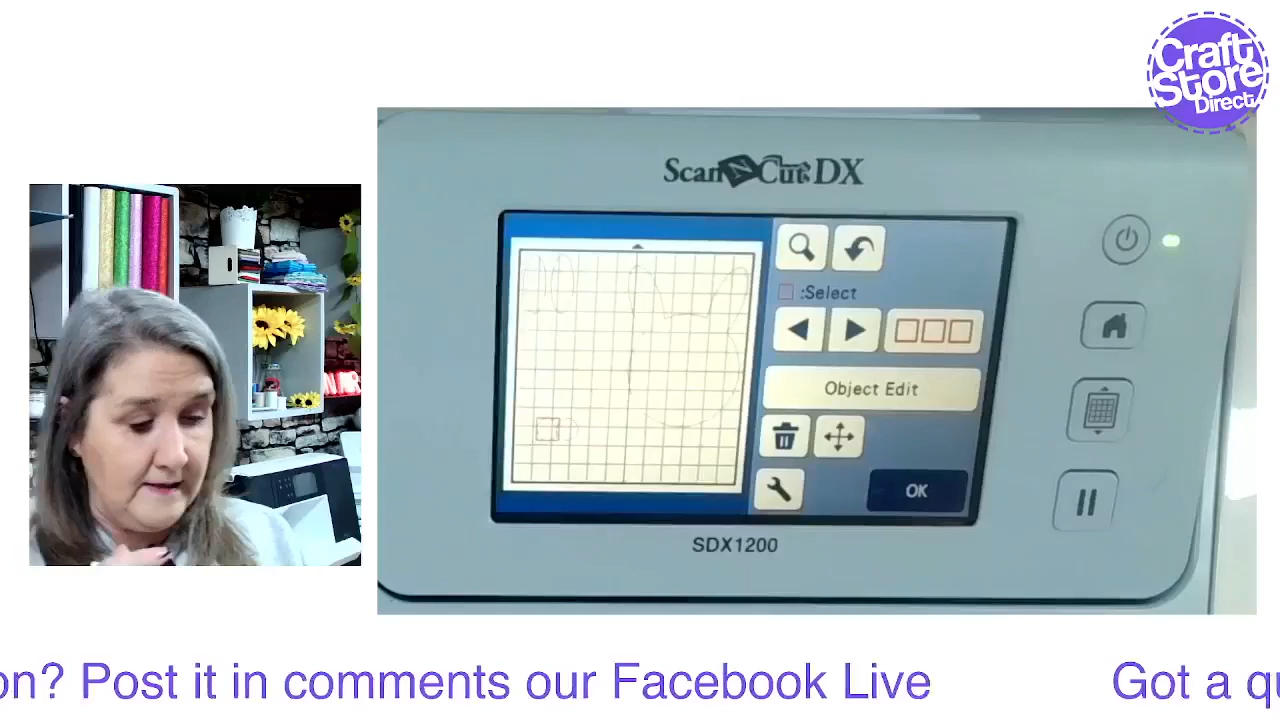 Craft
Store
Direct
ScanNCut DX
:Select
Object Edit
OK
SDX1200
on? Post it in comments our Facebook Live
Got a qu